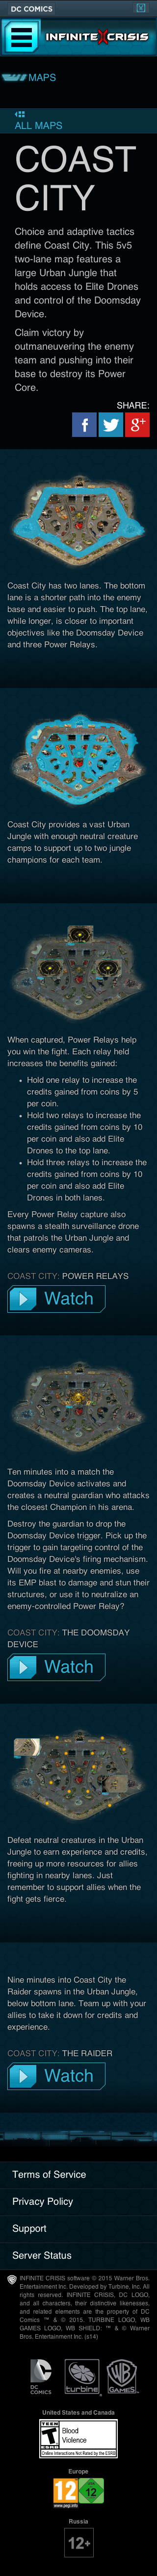 DC COMICS
INFINITE CRISIS
MAPS
ALL MAPS
COAST
CITY
Choice and adaptive tactics
define Coast City. This 5v5
two-lane map features a
large Urban Jungle that
holds access to Elite Drones
and control of the Doomsday
Device.
Claim victory by
outmaneuvering the enemy
team and pushing into their
base to destroy its Power
Core.
SHARE:
Coast City has two lanes. The bottom
lane is a shorter path into the enemy
base and easier to push. The top lane,
while longer, is closer to important
objectives like the Doomsday Device
and three Power Relays.
Coast City provides a vast Urban
Jungle with enough neutral creature
camps to support up to two jungle
champions for each team.
When captured, Power Relays help
you win the fight. Each relay held
increases the benefits gained:
• Hold one relay to increase the
credits gained from coins by 5
per coin.
• Hold two relays to increase the
credits gained from coins by 10
per coin and also add Elite
Drones to the top lane.
• Hold three relays to increase the
credits gained from coins by 10
per coin and also add Elite
Drones in both lanes.
Every Power Relay capture also
spawns a stealth surveillance drone
that patrols the Urban Jungle and
clears enemy cameras.
COAST CITY: POWER RELAYS
Watch
Ten minutes into a match the
Doomsday Device activates and
creates a neutral guardian who attacks
the closest Champion in his arena.
Destroy the guardian to drop the
Doomsday Device trigger. Pick up the
trigger to gain targeting control of the
Doomsday Device's firing mechanism.
Will you fire at nearby enemies, use
its EMP blast to damage and stun their
structures, or use it to neutralize an
enemy-controlled Power Relay?
COAST CITY: THE DOOMSDAY
DEVICE
Watch
Defeat neutral creatures in the Urban
Jungle to earn experience and credits,
freeing up more resources for allies
fighting in nearby lanes. Just
remember to support allies when the
fight gets fierce.
Nine minutes into Coast City the
Raider spawns in the Urban Jungle,
below bottom lane. Team up with your
allies to take it down for credits and
experience.
COAST CITY: THE RAIDER
Watch
Terms of Service
Privacy Policy
Support
Server Status
INFINITE CRISIS software © 2015 Warner Bros.
Entertainment Inc. Developed by Turbine, Inc. All
rights reserved. INFINITE CRISIS, DC LOGO,
and all characters, their distinctive likenesses,
and related elements are the property of DC
Comics ™ & © 2015. TURBINE LOGO, WB
GAMES LOGO, WB SHIELD: ™ & © Warner
Bros. Entertainment Inc. (s14)
DC
COMICS
turbine
WB
GAMES
United States and Canada
TEEN
T
Blood
Violence
Online Interactions Not Rated by the ESRB
ESRB
Europe
12
www.pegi.info
12
Russia
12+